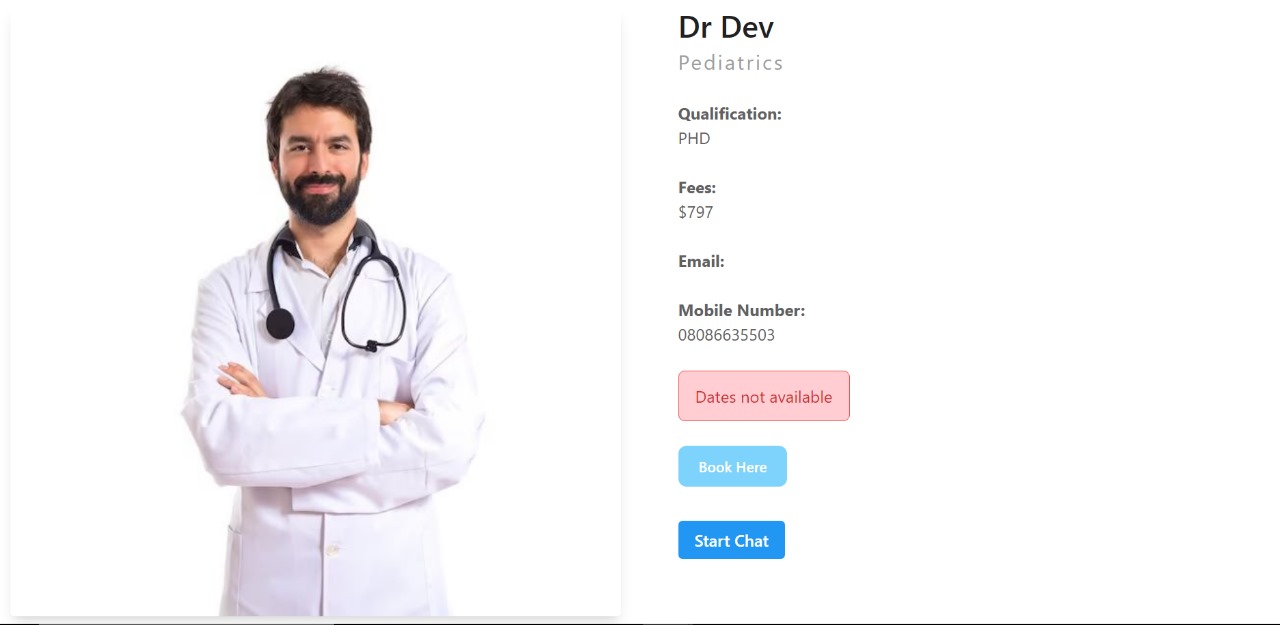 Dr Dev
Pediatrics
Qualification:
PHD
Fees:
$797
Email:
Mobile Number:
08086635503
Dates not available
Book Here
Start Chat